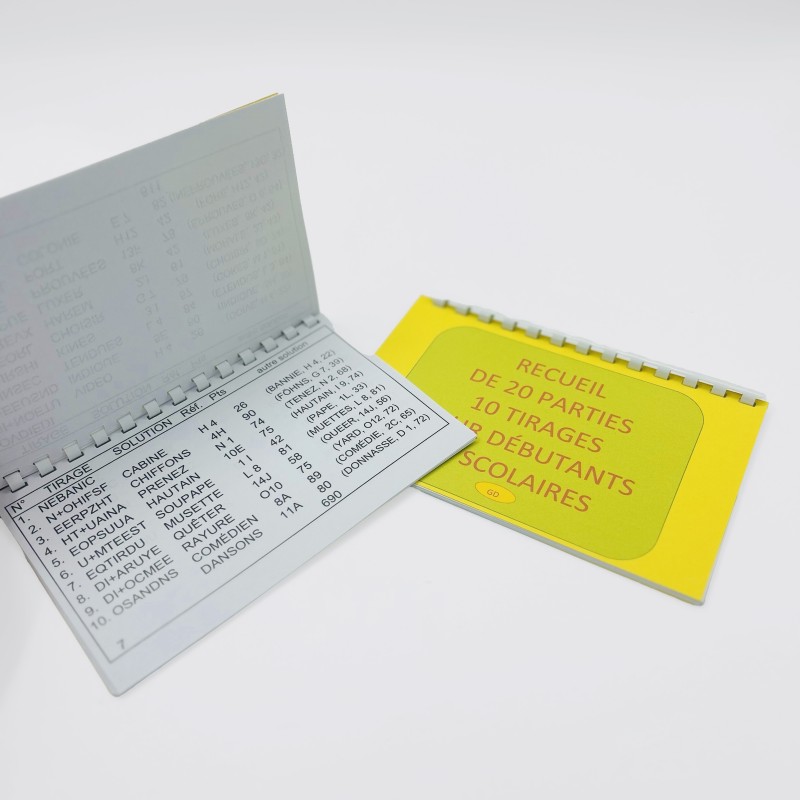 N° TIRAGE SOLUTION Réf. Pts autre solution
1. NEBANIC CABINE H 4 26 (BANNIE, H 4, 22)
2. N+OHIFSF CHIFFONS 4H 90 (FÖHNS, G 7, 39)
3. EERPZHT PRENEZ N 1 74 (TENEZ, N 2, 68)
4. HT+UAINA HAUTAIN 10E 75 (HAUTAIN, I 9, 74)
5. EOPSUUA SOUPAPE 1 I 42 (PAPE, 1L, 33)
6. U+MTEEST MUSETTE L 8 81 (MUETTES, L 8, 81)
7. EQTIRDU QUÊTER 14J 58 (QUEER, 14J, 56)
8. DI+ARUYE RAYURE O10 75 (YARD, O12, 72)
9. DI+OCMEE COMÉDIEN 8A 89 (COMÉDIE, 2C, 65)
10. OSANDNS DANSONS 11A 80 (DONNASSE, D 1, 72)
690
7
RECUEIL
DE 20 PARTIES
10 TIRAGES
UR DÉBUTANTS
SCOLAIRES
GD